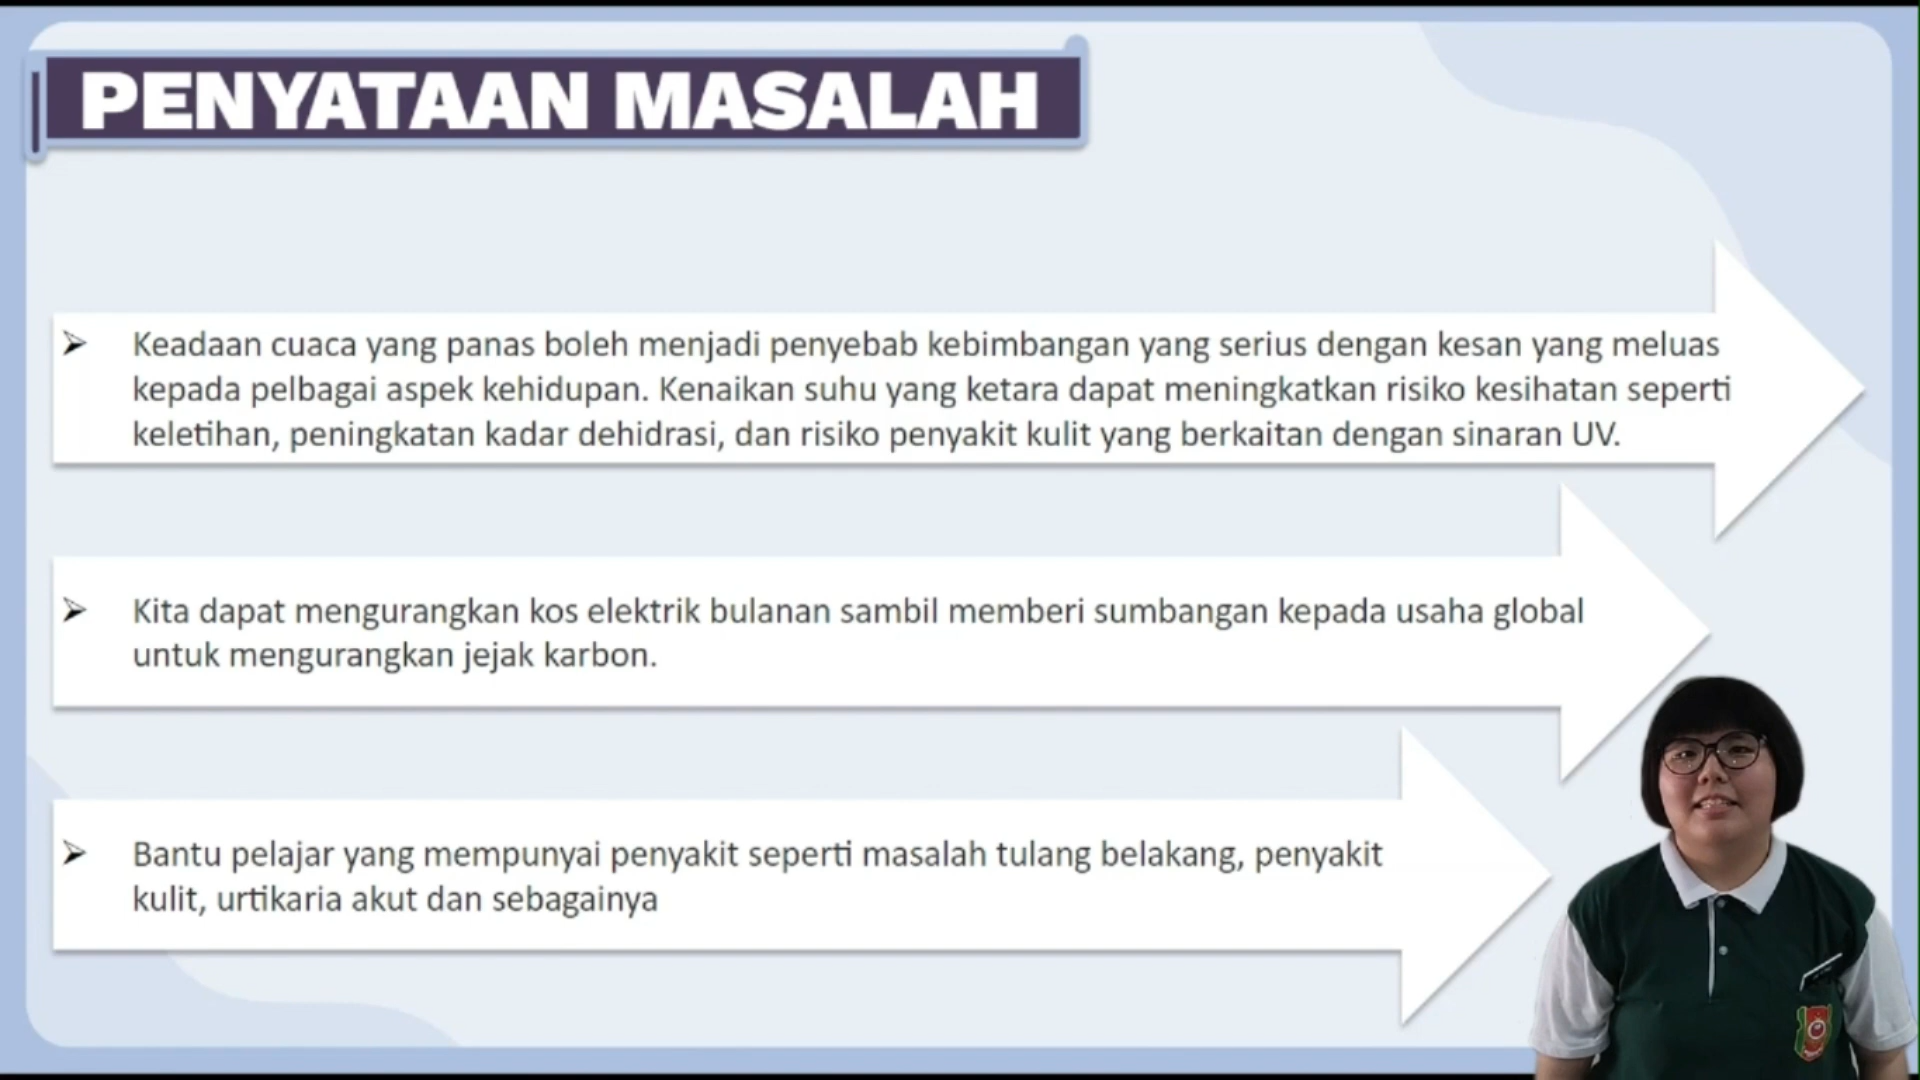 PENYATAAN MASALAH
Keadaan cuaca yang panas boleh menjadi penyebab kebimbangan yang serius dengan kesan yang meluas
kepada pelbagai aspek kehidupan. Kenaikan suhu yang ketara dapat meningkatkan risiko kesihatan seperti
keletihan, peningkatan kadar dehidrasi, dan risiko penyakit kulit yang berkaitan dengan sinaran UV.
Kita dapat mengurangkan kos elektrik bulanan sambil memberi sumbangan kepada usaha global
untuk mengurangkan jejak karbon.
Bantu pelajar yang mempunyai penyakit seperti masalah tulang belakang, penyakit
kulit, urtikaria akut dan sebagainya